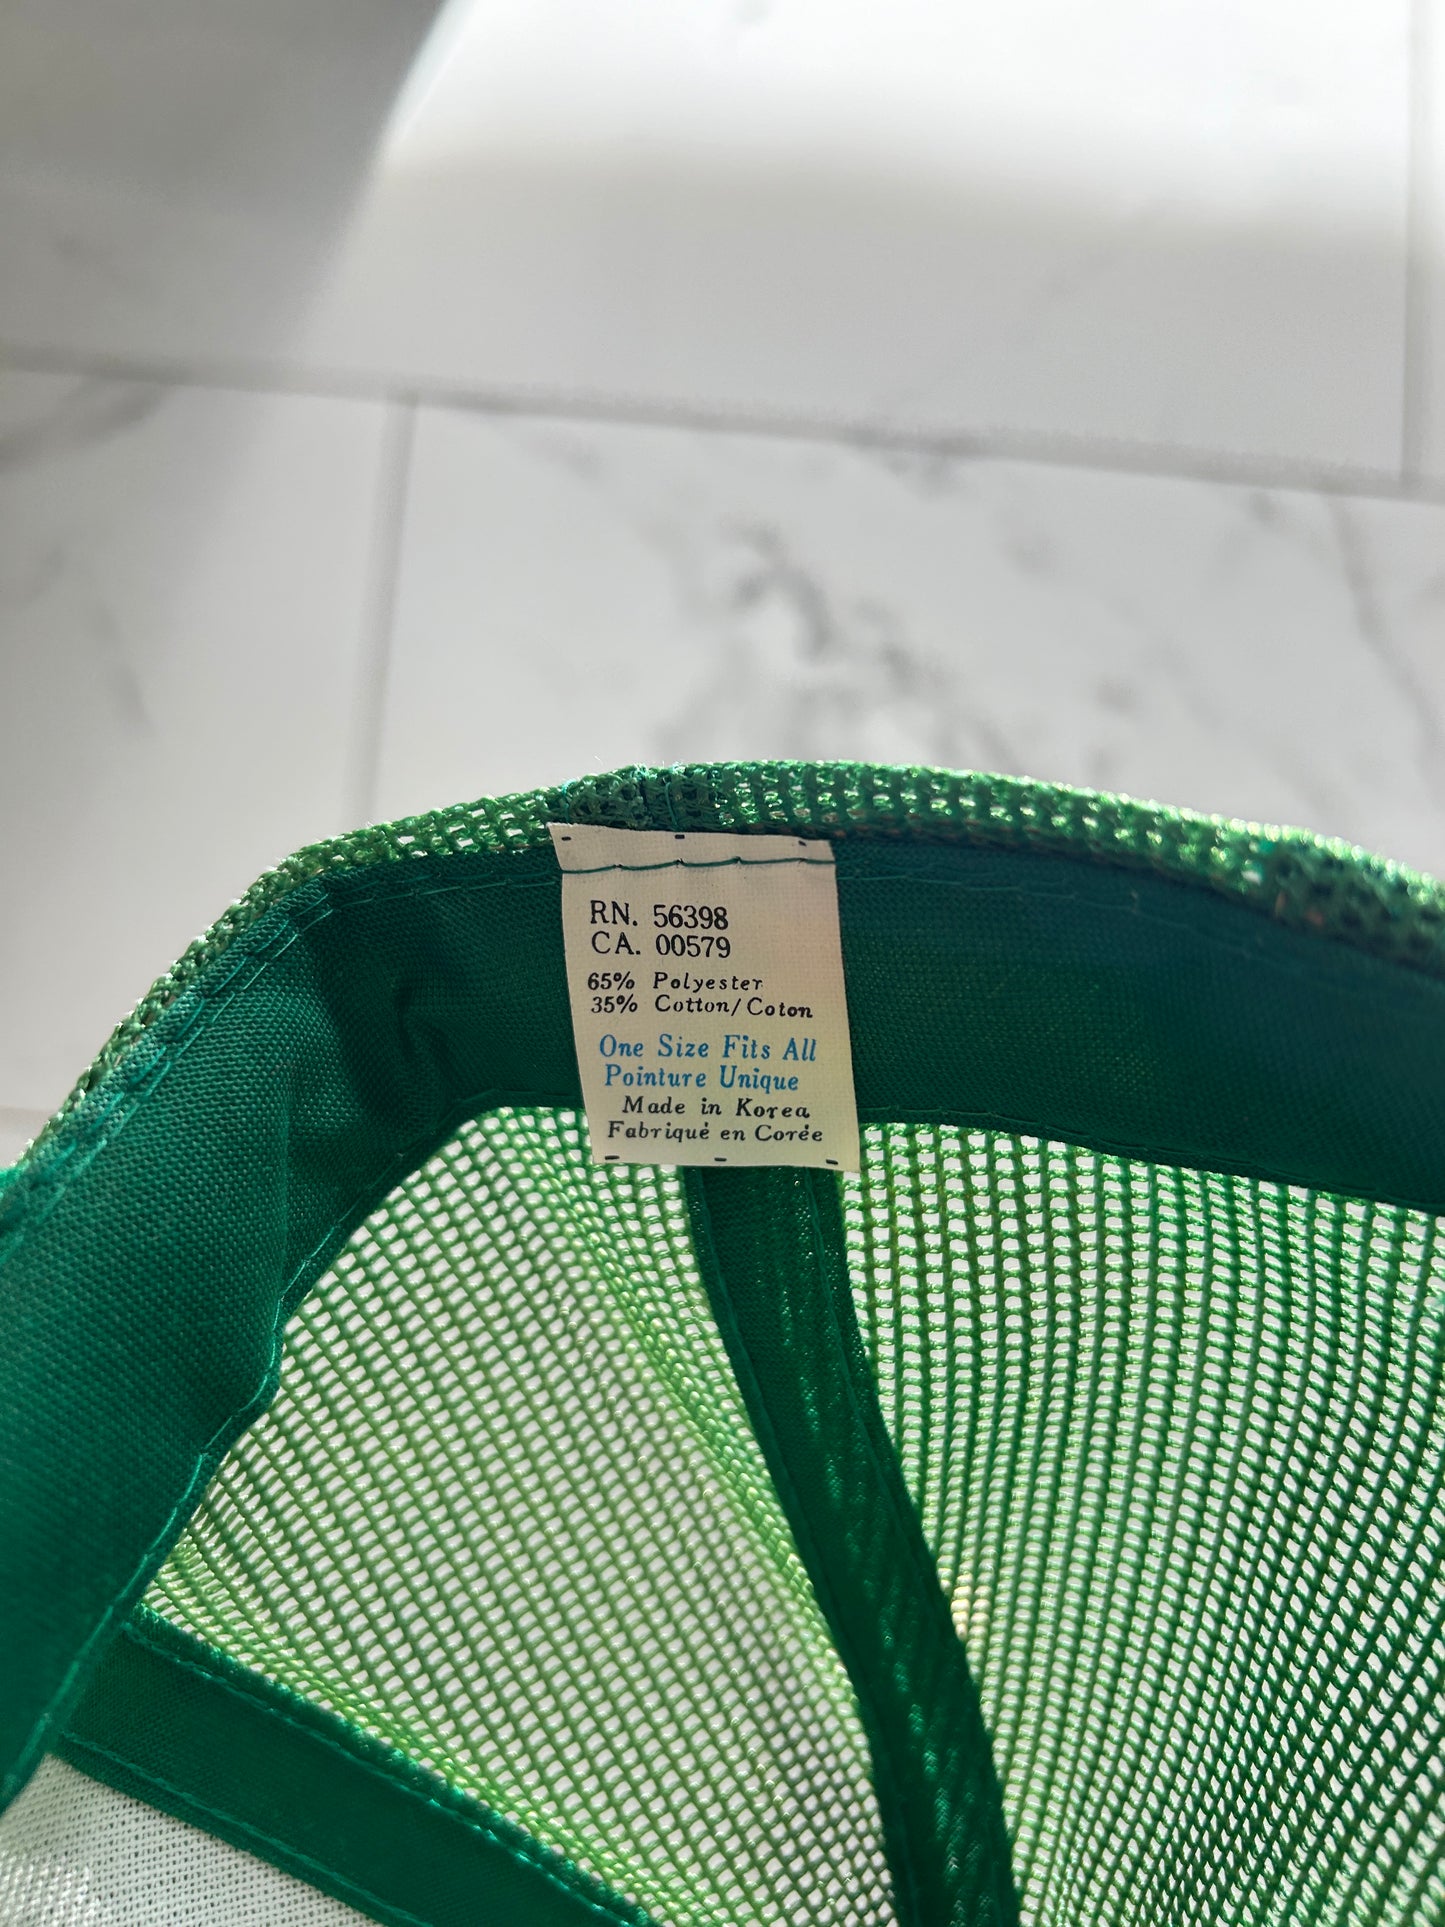 RN. 56398
CA. 00579
65% Polyester
35% Cotton/Coton
One Size Fits All
Pointure Unique
Made in Korea
Fabriqué en Corée